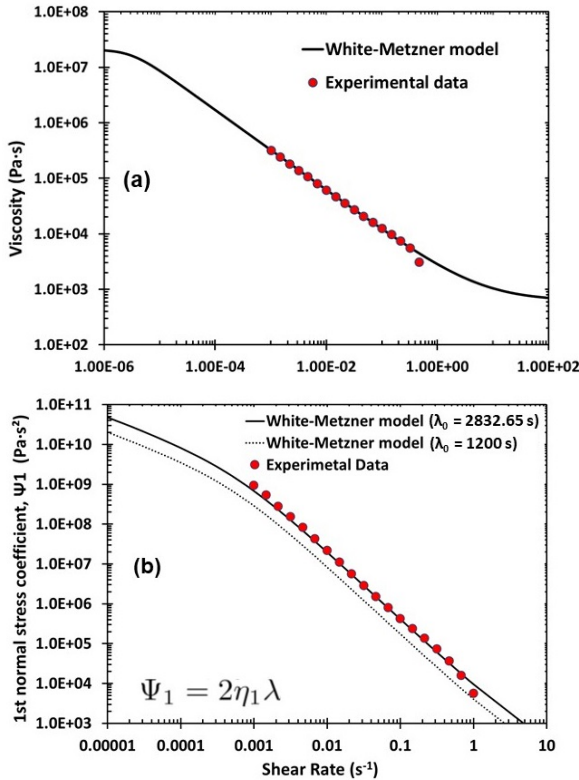 (a)
1.0E+08
White-Metzner model
1.0E+07
Experimental data
1.0E+06
Viscosity (Pa·s)
1.0E+05
(a)
1.0E+04
1.0E+03
1.0E+02
1.00E-06 1.00E-04 1.00E-02 1.00E+00 1.00E+02
1.0E+11
White-Metzner model (λ₀ = 2832.65 s)
White-Metzner model (λ₀ = 1200 s)
1.0E+10
Experimetal Data
1.0E+09
1.0E+08
1st normal stress coefficient, Ψ1 (Pa·s²)
1.0E+07
(b)
1.0E+06
1.0E+05
1.0E+04
Ψ₁ = 2η₁λ
1.0E+03
0.00001 0.0001 0.001 0.01 0.1 1 10
Shear Rate (s⁻¹)